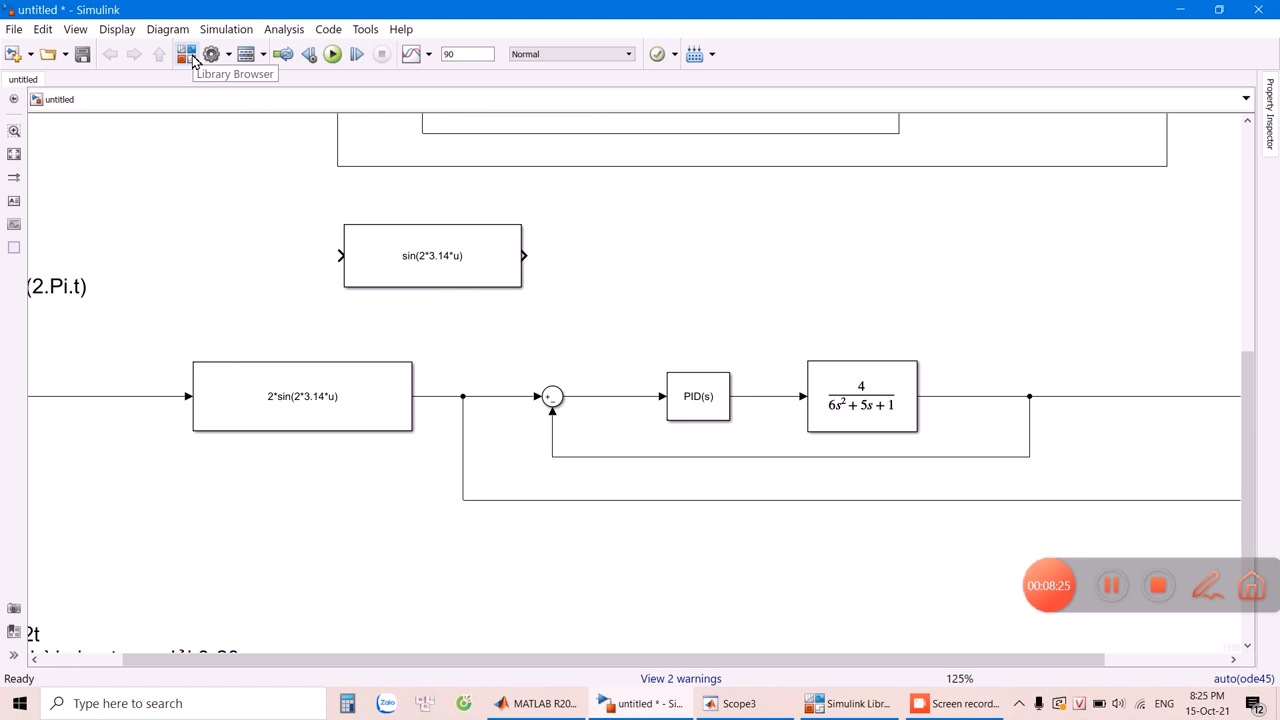 untitled * - Simulink
File Edit View Display Diagram Simulation Analysis Code Tools Help
90
Normal
Library Browser
untitled
untitled
Property Inspector
sin(2*3.14*u)
(2.Pi.t)
2*sin(2*3.14*u)
+
-
PID(s)
4
6s²+5s+1
00:08:25
2t
Ready
View 2 warnings
125%
auto(ode45)
Type here to search
Zalo
MATLAB R20...
untitled * - Si...
Scope3
Simulink Libr...
Screen record...
V
ENG
8:25 PM
15-Oct-21
12